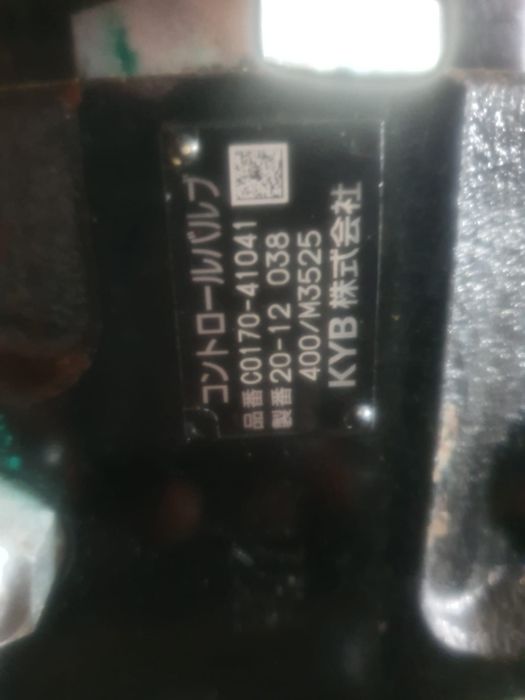 コントロールバルブ
品番 C0170-41041
製番 20-12 038
400/M3525
KYB 株式会社